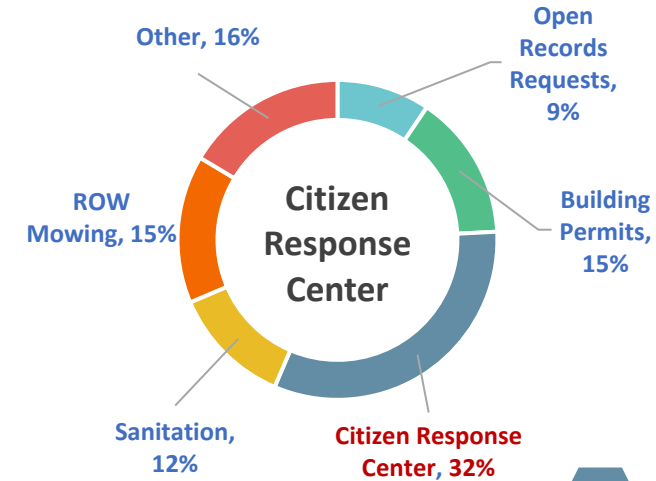 Other, 16%
Open
Records
Requests,
9%
ROW
Mowing, 15%
Citizen
Response
Center
Building
Permits,
15%
Sanitation,
12%
Citizen Response
Center, 32%